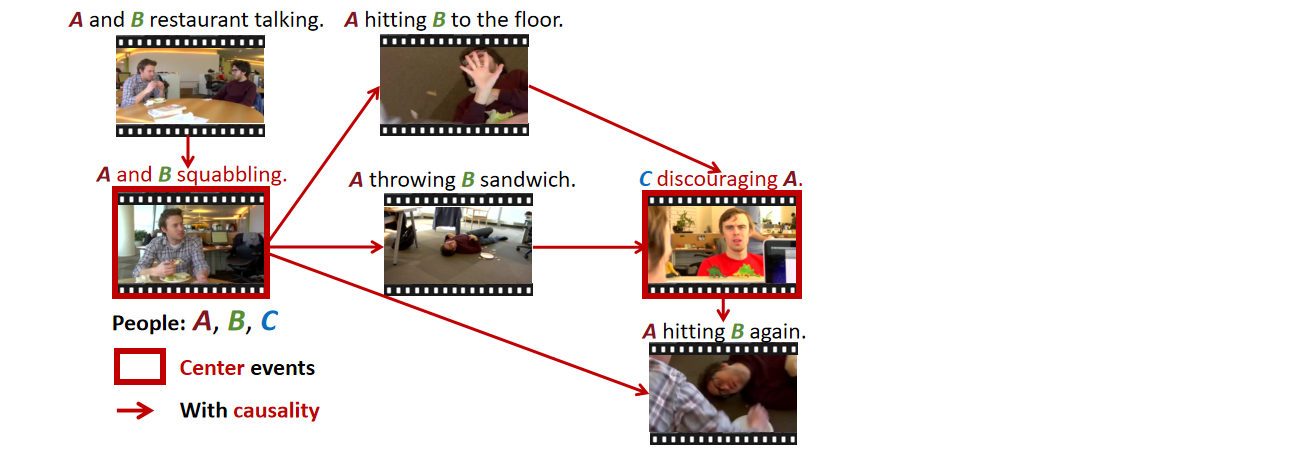 A and B restaurant talking.
A hitting B to the floor.
A and B squabbling.
A throwing B sandwich.
C discouraging A.
People: A, B, C
A hitting B again.
Center events
With causality